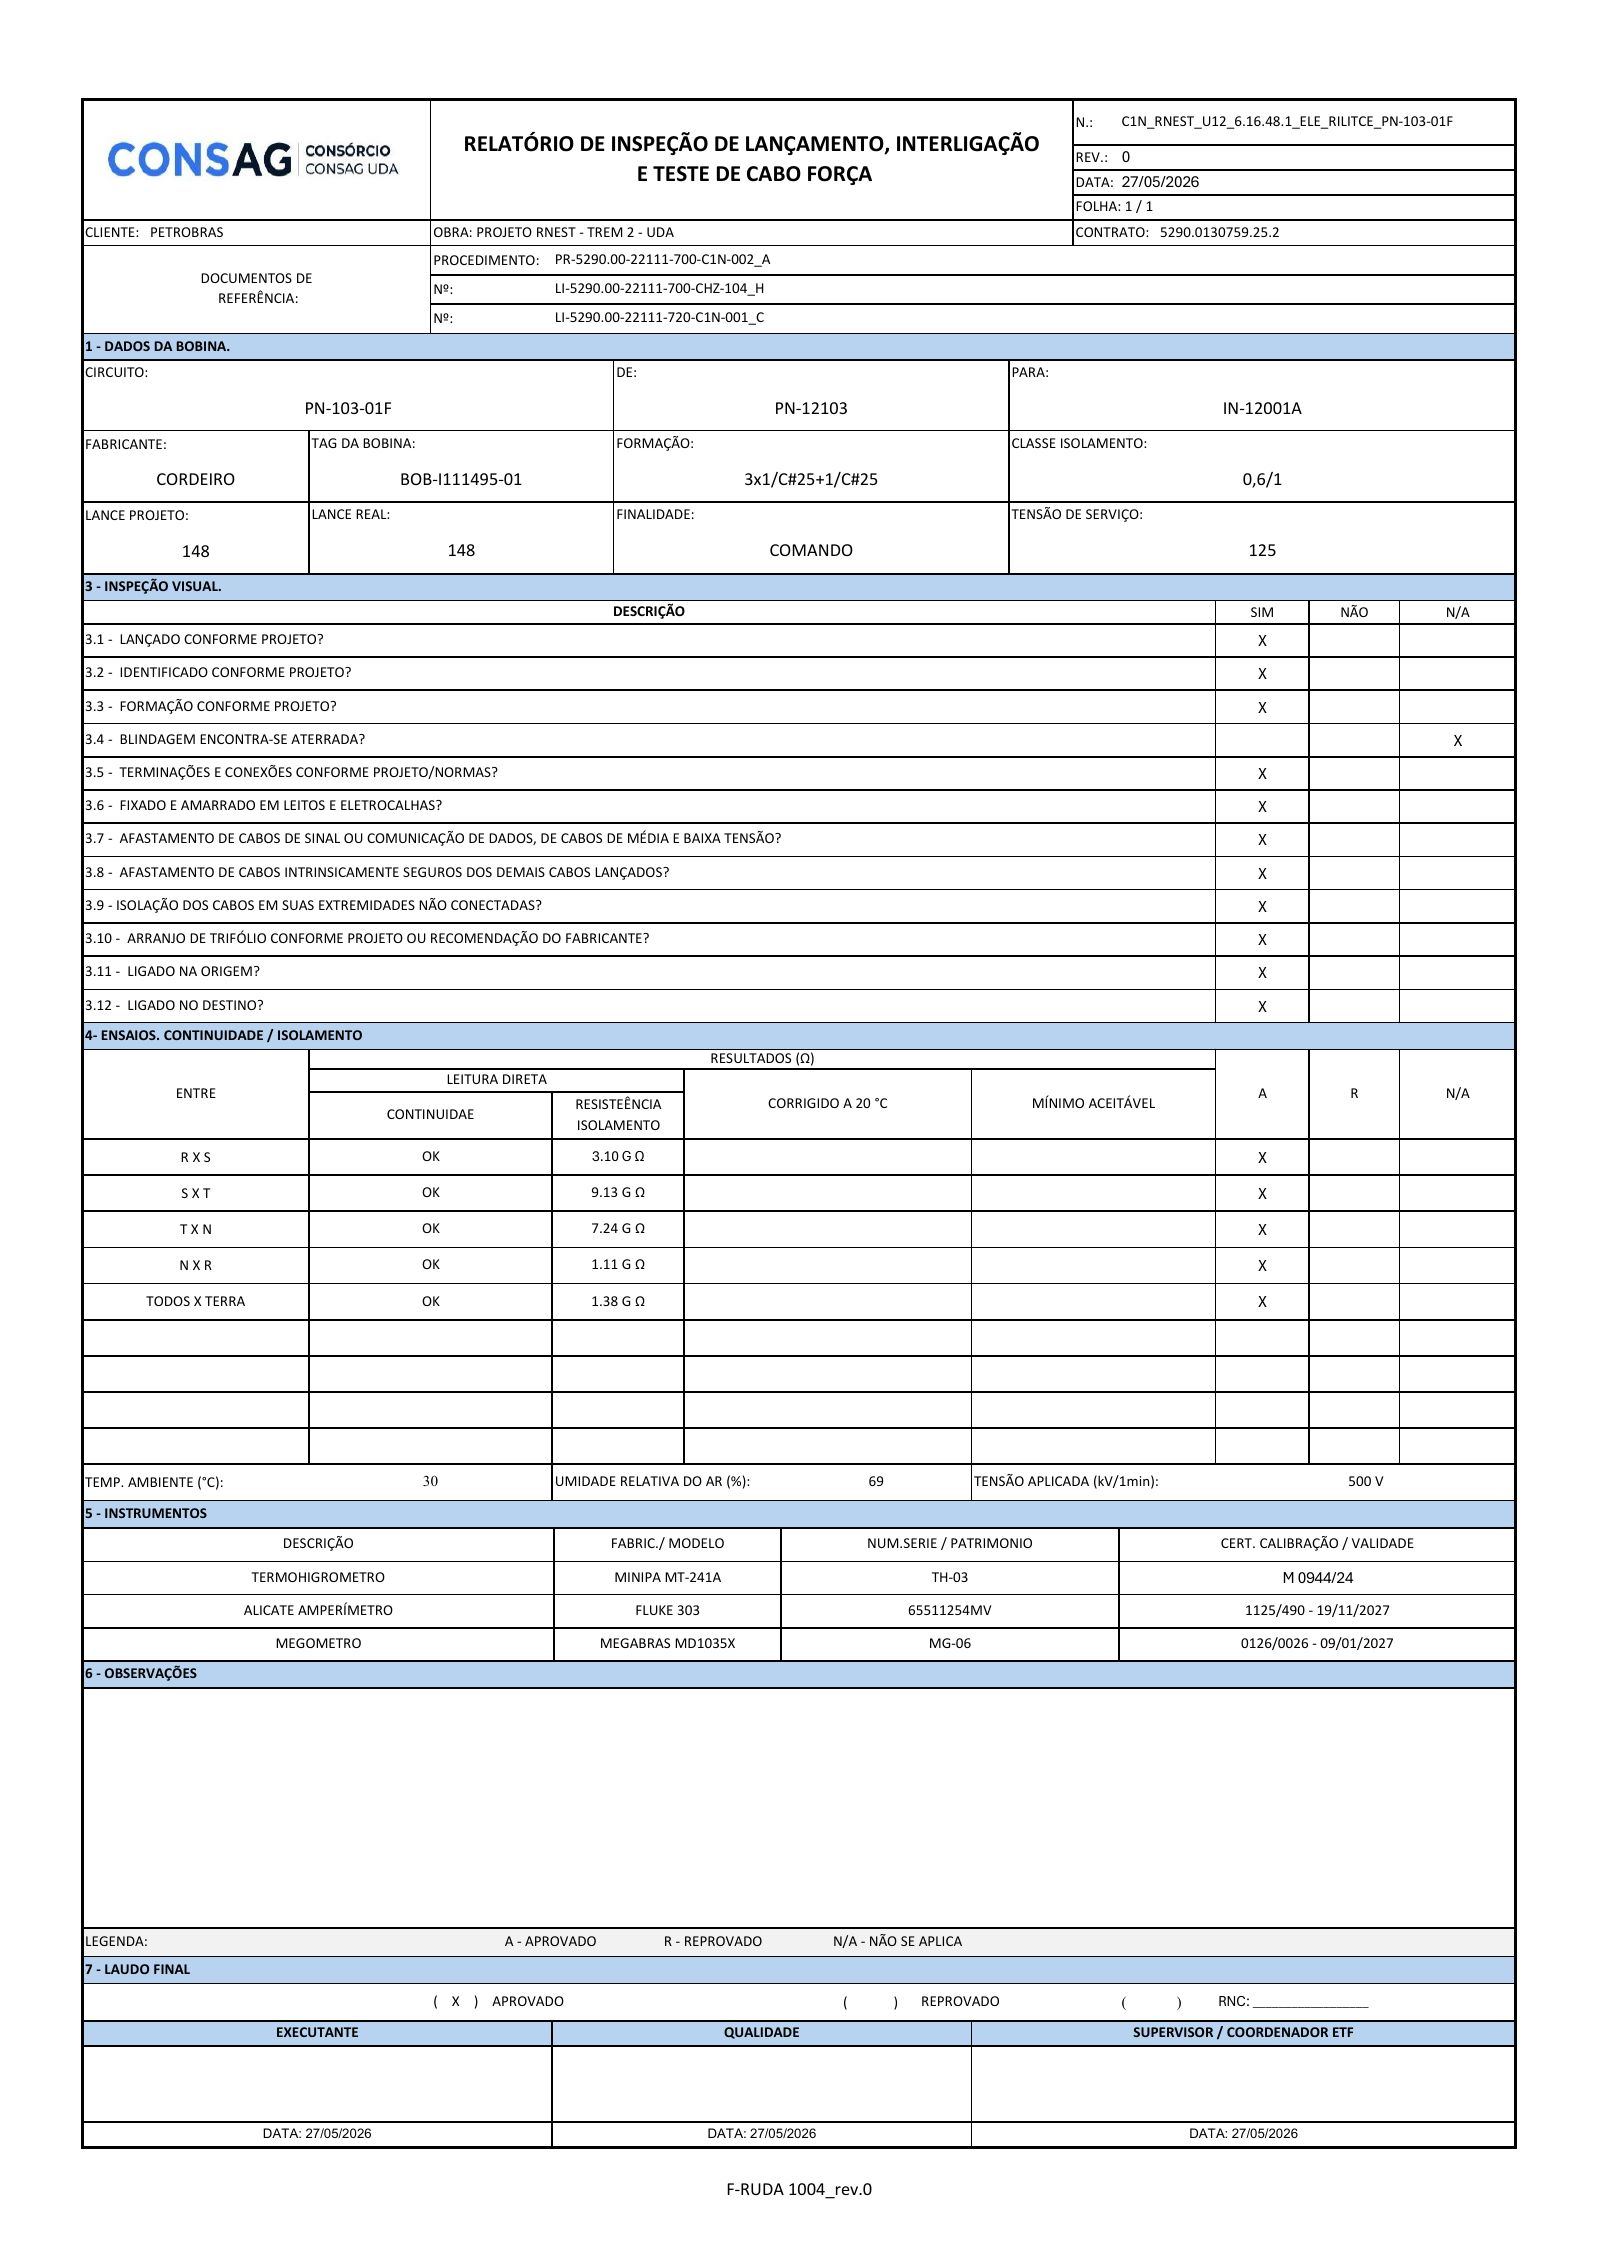 CONSAG CONSÓRCIO CONSAG UDA
RELATÓRIO DE INSPEÇÃO DE LANÇAMENTO, INTERLIGAÇÃO
E TESTE DE CABO FORÇA
N.: C1N_RNEST_U12_6.16.48.1_ELE_RILITCE_PN-103-01F
REV.: 0
DATA: 27/05/2026
FOLHA: 1 / 1
CLIENTE: PETROBRAS OBRA: PROJETO RNEST - TREM 2 - UDA CONTRATO: 5290.0130759.25.2
DOCUMENTOS DE
REFERÊNCIA:
PROCEDIMENTO: PR-5290.00-22111-700-C1N-002_A
Nº: LI-5290.00-22111-700-CHZ-104_H
Nº: LI-5290.00-22111-720-C1N-001_C
1 - DADOS DA BOBINA.
CIRCUITO: DE: PARA:
PN-103-01F PN-12103 IN-12001A
FABRICANTE: TAG DA BOBINA: FORMAÇÃO: CLASSE ISOLAMENTO:
CORDEIRO BOB-I111495-01 3x1/C#25+1/C#25 0,6/1
LANCE PROJETO: LANCE REAL: FINALIDADE: TENSÃO DE SERVIÇO:
148 148 COMANDO 125
3 - INSPEÇÃO VISUAL.
DESCRIÇÃO SIM NÃO N/A
3.1 - LANÇADO CONFORME PROJETO? X
3.2 - IDENTIFICADO CONFORME PROJETO? X
3.3 - FORMAÇÃO CONFORME PROJETO? X
3.4 - BLINDAGEM ENCONTRA-SE ATERRADA? X
3.5 - TERMINAÇÕES E CONEXÕES CONFORME PROJETO/NORMAS? X
3.6 - FIXADO E AMARRADO EM LEITOS E ELETROCALHAS? X
3.7 - AFASTAMENTO DE CABOS DE SINAL OU COMUNICAÇÃO DE DADOS, DE CABOS DE MÉDIA E BAIXA TENSÃO? X
3.8 - AFASTAMENTO DE CABOS INTRINSICAMENTE SEGUROS DOS DEMAIS CABOS LANÇADOS? X
3.9 - ISOLAÇÃO DOS CABOS EM SUAS EXTREMIDADES NÃO CONECTADAS? X
3.10 - ARRANJO DE TRIFÓLIO CONFORME PROJETO OU RECOMENDAÇÃO DO FABRICANTE? X
3.11 - LIGADO NA ORIGEM? X
3.12 - LIGADO NO DESTINO? X
4- ENSAIOS. CONTINUIDADE / ISOLAMENTO
ENTRE RESULTADOS (Ω) A R N/A
LEITURA DIRETA CORRIGIDO A 20 °C MÍNIMO ACEITÁVEL
CONTINUIDAE RESISTEÊNCIA
ISOLAMENTO
R X S OK 3.10 G Ω X
S X T OK 9.13 G Ω X
T X N OK 7.24 G Ω X
N X R OK 1.11 G Ω X
TODOS X TERRA OK 1.38 G Ω X
TEMP. AMBIENTE (°C): 30 UMIDADE RELATIVA DO AR (%): 69 TENSÃO APLICADA (kV/1min): 500 V
5 - INSTRUMENTOS
DESCRIÇÃO FABRIC./ MODELO NUM.SERIE / PATRIMONIO CERT. CALIBRAÇÃO / VALIDADE
TERMOHIGROMETRO MINIPA MT-241A TH-03 M 0944/24
ALICATE AMPERÍMETRO FLUKE 303 65511254MV 1125/490 - 19/11/2027
MEGOMETRO MEGABRAS MD1035X MG-06 0126/0026 - 09/01/2027
6 - OBSERVAÇÕES
LEGENDA: A - APROVADO R - REPROVADO N/A - NÃO SE APLICA
7 - LAUDO FINAL
( X ) APROVADO ( ) REPROVADO ( ) RNC: _________________
EXECUTANTE QUALIDADE SUPERVISOR / COORDENADOR ETF
DATA: 27/05/2026 DATA: 27/05/2026 DATA: 27/05/2026
F-RUDA 1004_rev.0